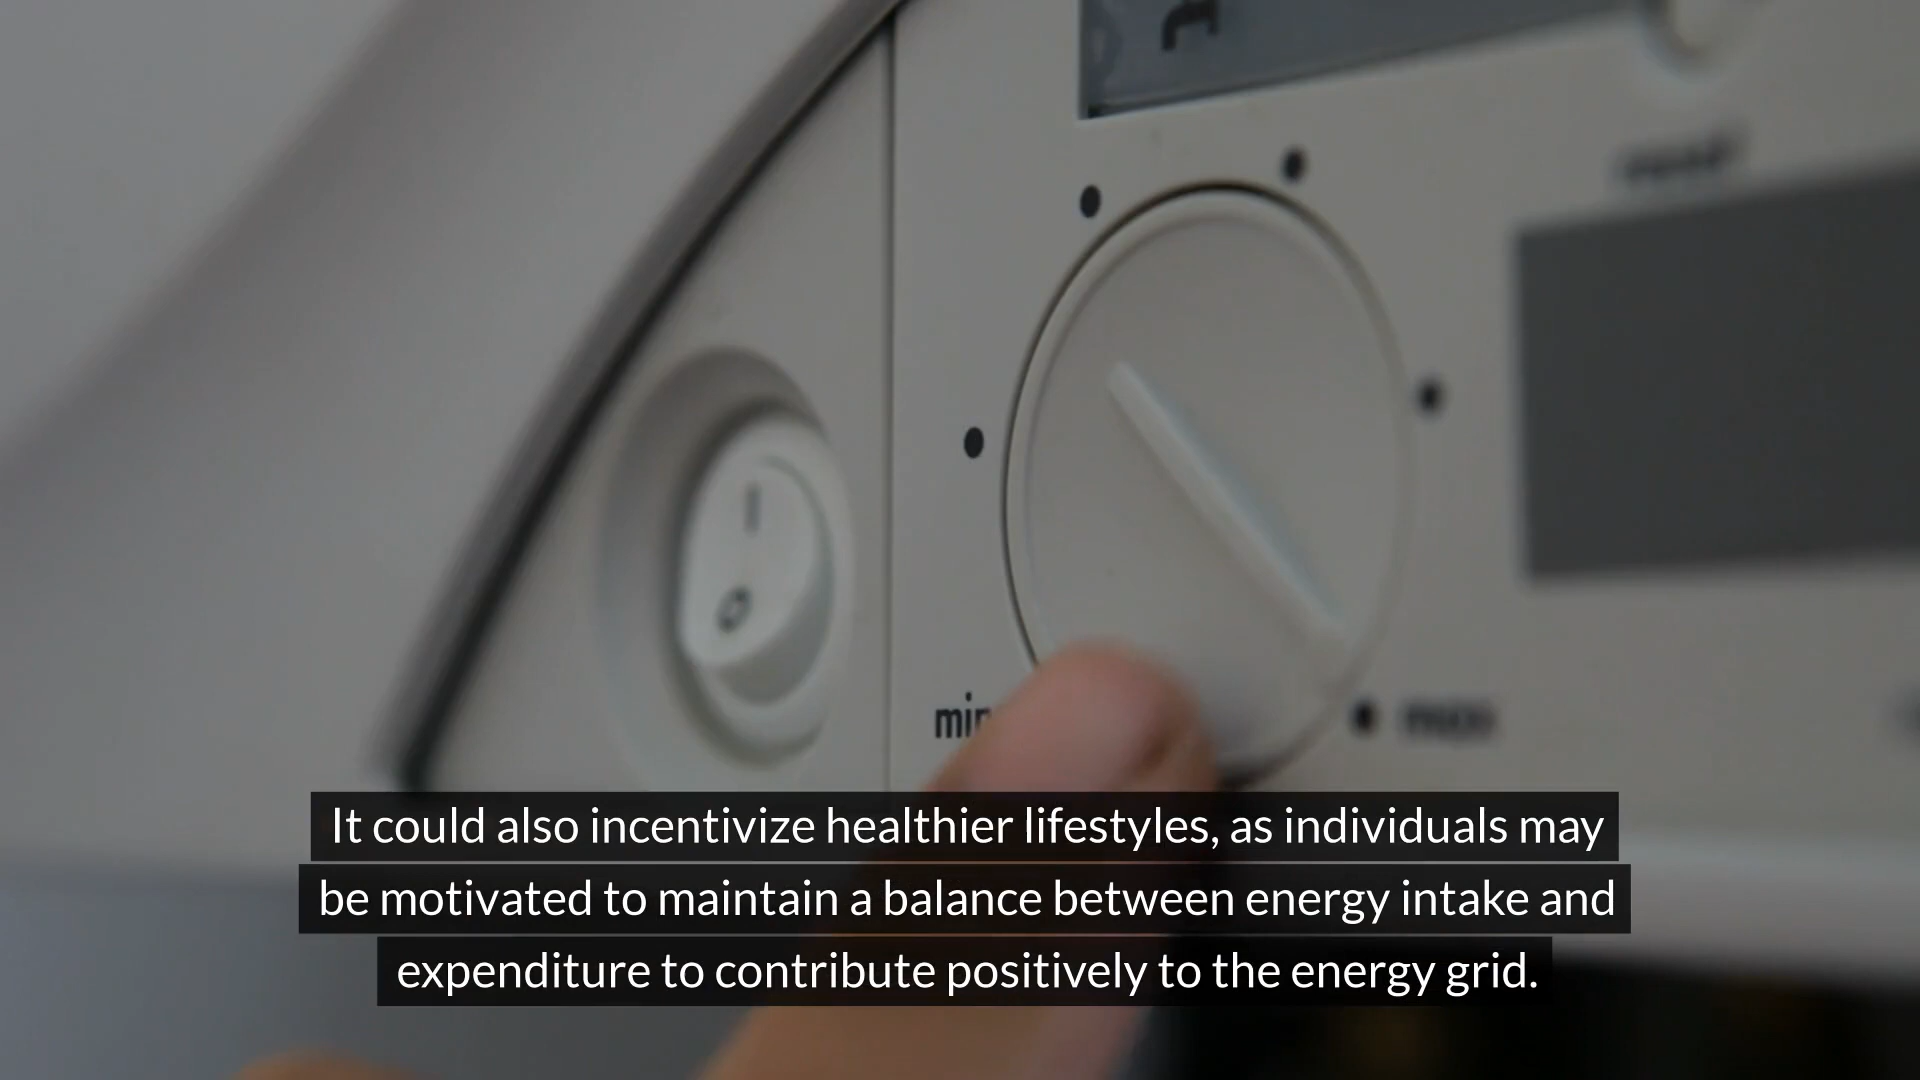 min
It could also incentivize healthier lifestyles, as individuals may
be motivated to maintain a balance between energy intake and
expenditure to contribute positively to the energy grid.